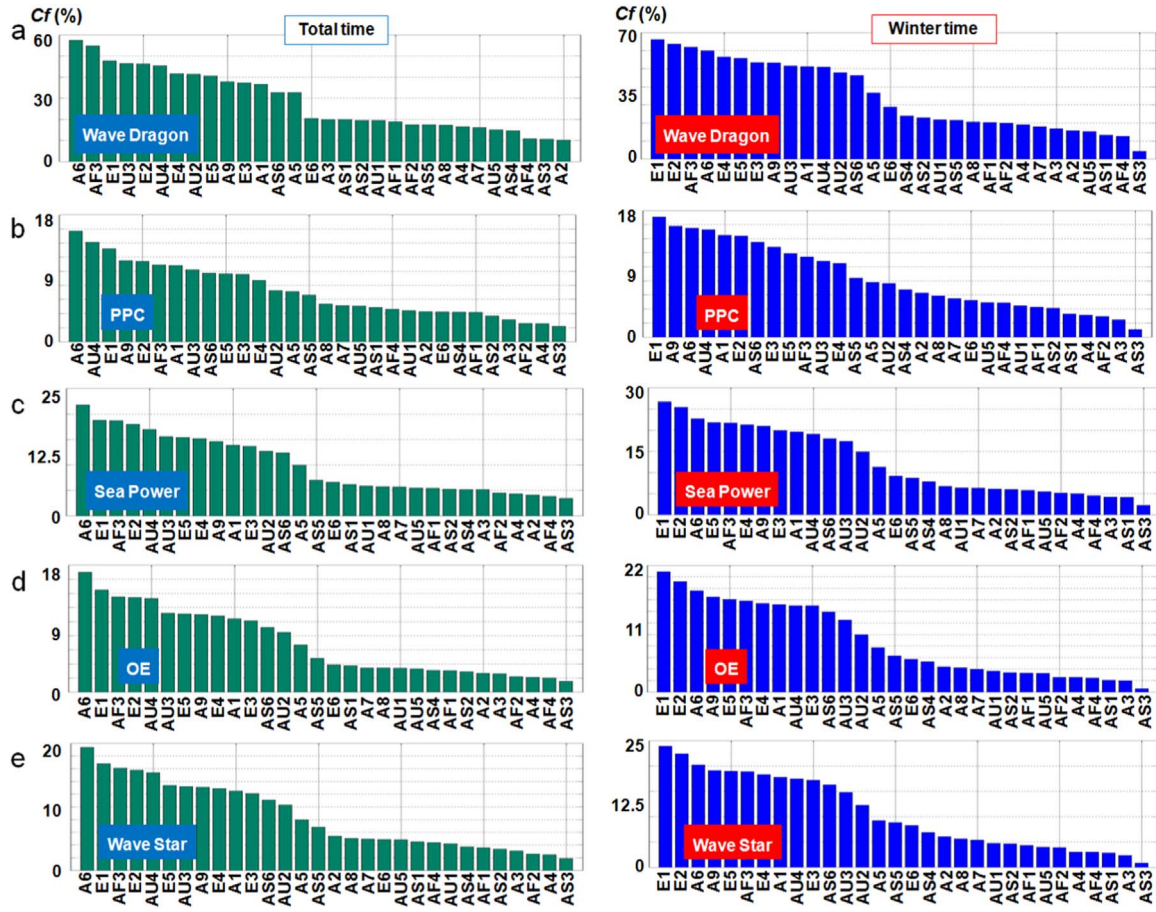 Cf (%)
Total time
Winter time
a
60
30
0
Wave Dragon
A6 AF3 E1 AU3 E2 AU4 E4 AU2 E5 A9 E3 A1 AS6 A5 E6 A3 AS1 AS2 AU1 AF1 AF2 AS5 A8 A4 A7 AU5 AS4 AF4 AS3 A2
70
35
0
Wave Dragon
E1 E2 AF3 A6 E4 E5 E3 A9 AU3 A1 AU4 AU2 AS6 A5 E6 AS4 AS2 AU1 AS5 A8 AF1 AF2 A4 A7 A3 A2 AU5 AS1 AF4 AS3
b
18
9
0
PPC
A6 AU4 E1 A9 E2 AF3 A1 AU3 AS6 E5 E3 E4 AU2 A5 AS5 A8 A7 AU5 AS1 AF1 AU1 A2 E6 AS4 AF4 AS2 A3 AF2 A4 AS3
18
9
0
PPC
E1 A9 A6 AU4 A1 E2 AS6 E3 E5 AF3 AU3 E4 AS5 A5 AU2 AS4 A2 A8 A7 E6 AU5 AF4 AU1 AF1 AS2 AS1 A4 AF2 A3 AS3
c
25
12.5
0
Sea Power
A6 E1 AF3 E2 AU4 AU3 E5 E4 A9 A1 E3 AU2 AS6 A5 AS5 E6 AS1 AU1 A8 A7 AU5 AF1 AS2 AS4 A3 AF2 A4 A2 AF4 AS3
30
15
0
Sea Power
E1 E2 A6 E5 AF3 E4 A9 E3 A1 AU4 AS6 AU3 AU2 A5 E6 AS5 AS4 A8 AU1 A7 A2 AS2 AF1 AU5 AF2 A4 AF4 A3 AS1 AS3
d
18
9
0
OE
A6 E1 AF3 E2 AU4 AU3 E5 A9 E4 A1 E3 AS6 AU2 A5 AS5 E6 AS1 A7 A8 AU1 AU5 AS4 AF1 AS2 A2 A3 AF2 A4 AF4 AS3
22
11
0
OE
E1 E2 A6 A9 E5 AF3 E4 A1 AU4 E3 AS6 AU3 AU2 A5 AS5 E6 AS4 A2 A8 A7 AU1 AS2 AF1 AU5 AF2 A4 AF4 AS1 A3 AS3
e
20
10
0
Wave Star
A6 E1 AF3 E2 AU4 E5 AU3 A9 E4 A1 E3 AS6 AU2 A5 AS5 A2 A8 A7 E6 AU5 AS1 AF4 AU1 AS4 AF1 AS2 A3 AF2 A4 AS3
25
12.5
0
Wave Star
E1 E2 A6 A9 E5 AF3 E4 A1 AU4 E3 AS6 AU3 AU2 A5 AS5 E6 AS4 A2 A8 A7 AU1 AS2 AF1 AU5 AF2 A4 AF4 AS1 A3 AS3